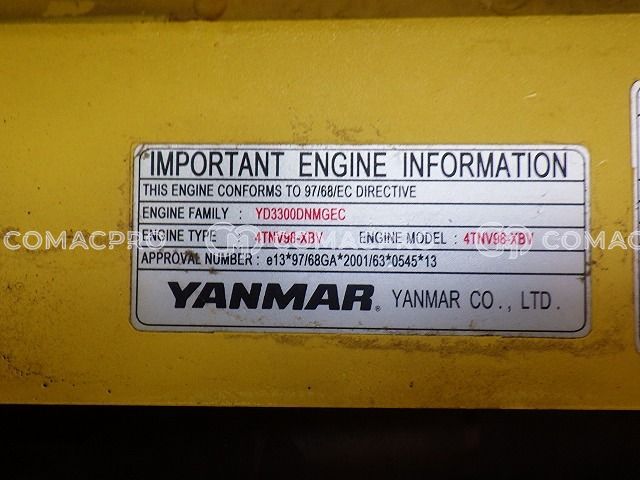 IMPORTANT ENGINE INFORMATION
THIS ENGINE CONFORMS TO 97/68/EC DIRECTIVE
ENGINE FAMILY : YD3300DNMGEC
ENGINE TYPE : 4TNV98-XBV ENGINE MODEL : 4TNV98-XBV
COMACPRO COMACPRO COMAC
APPROVAL NUMBER : e13*97/68GA*2001/63*0545*13
YANMAR® YANMAR CO., LTD.